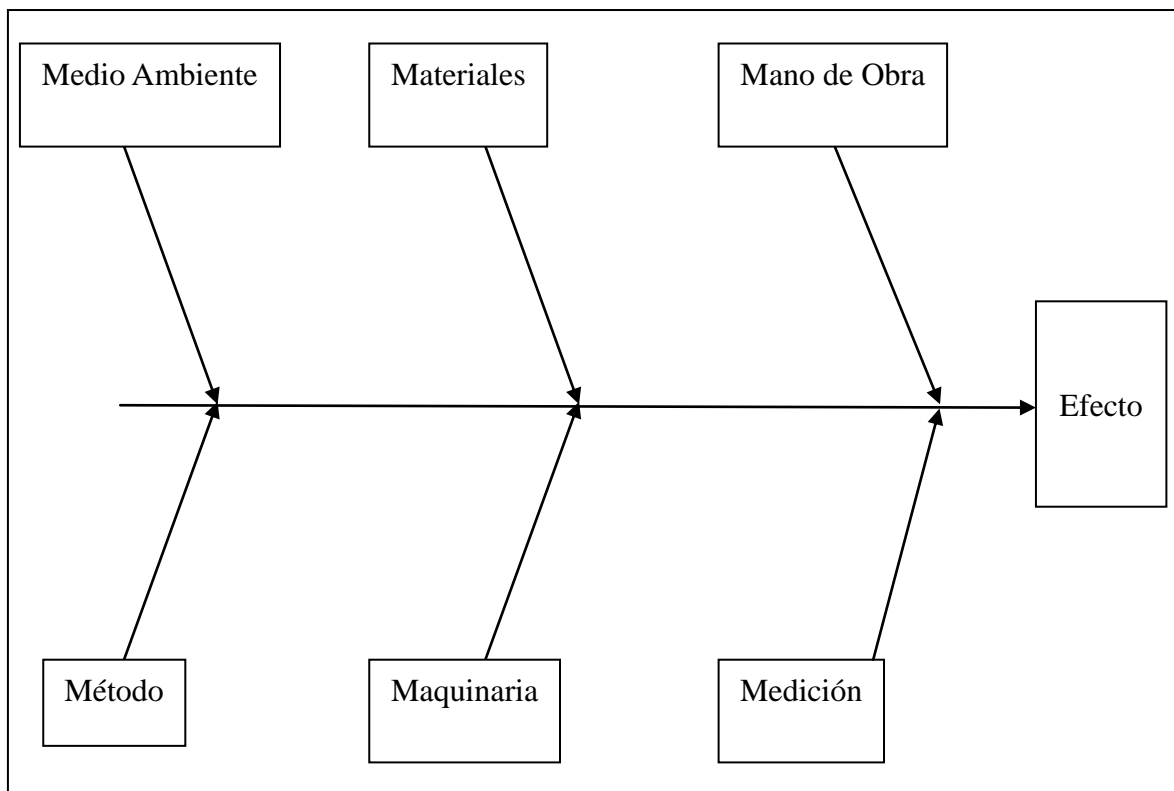 Medio Ambiente
Materiales
Mano de Obra
Efecto
Método
Maquinaria
Medición